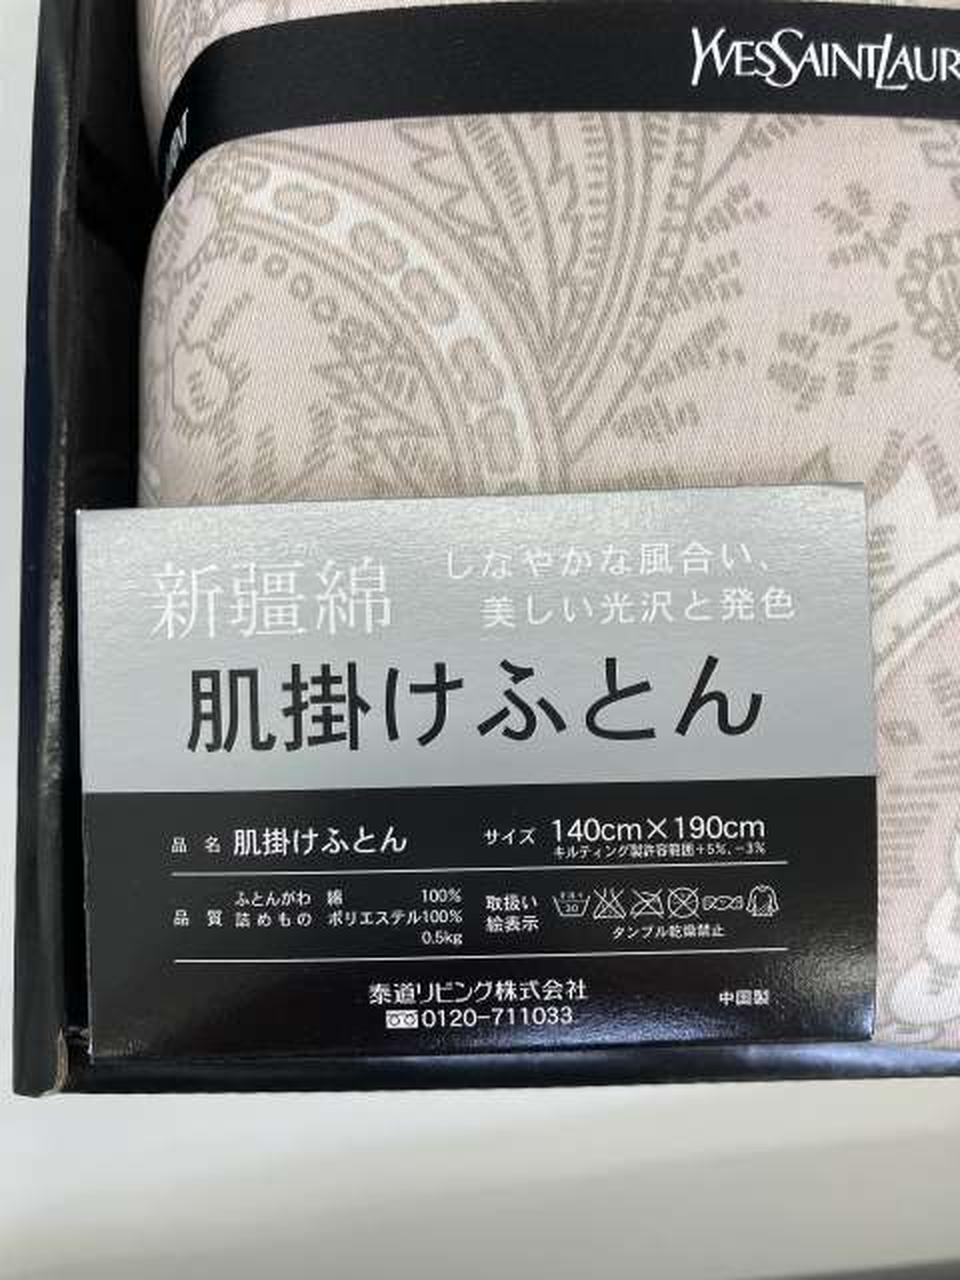 YVESSAINTLAUR
新疆綿
しなやかな風合い、
美しい光沢と発色
肌掛けふとん
品 名 肌掛けふとん
サイズ 140cm×190cm
キルティング製許容範囲+5%、-3%
品 質 ふとんがわ 綿 100%
詰めもの ポリエステル100%
0.5kg
取扱い
絵表示
30
タンブル乾燥禁止
泰道リビング株式会社
0120-711033
中国製